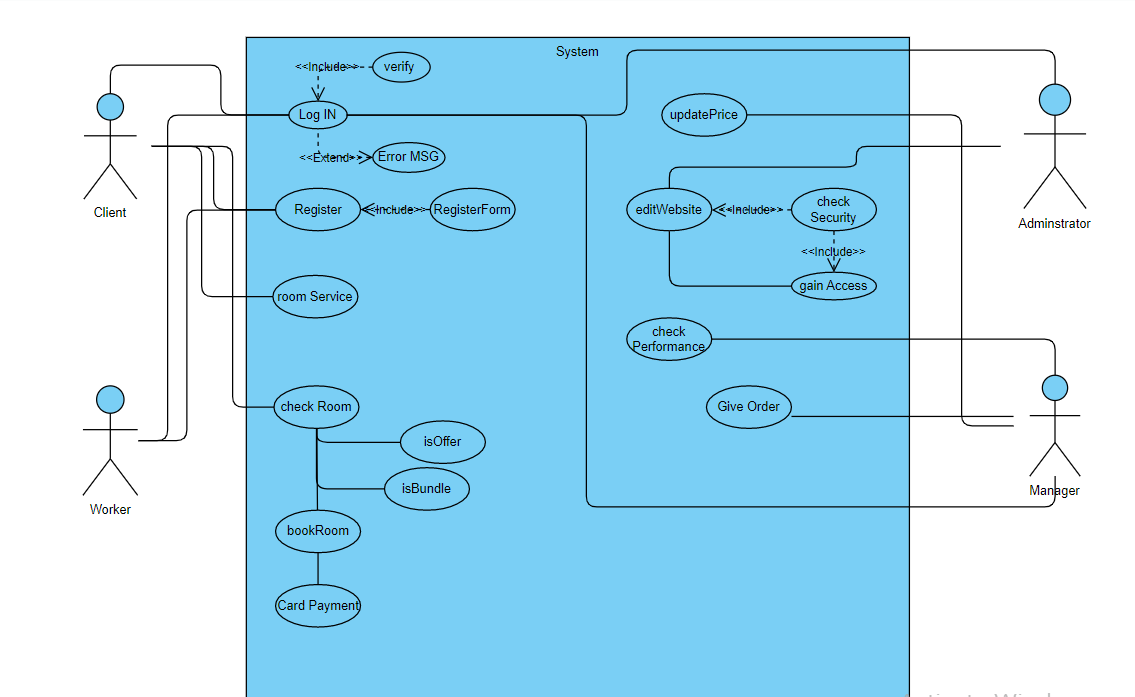 System
<<Include>>
verify
Log IN
updatePrice
<<Extend>>
Error MSG
Client
Register
<<Include>>
RegisterForm
editWebsite
<<Include>>
check
Security
Adminstrator
<<Include>>
gain Access
room Service
check
Performance
check Room
Give Order
isOffer
isBundle
Manager
Worker
bookRoom
Card Payment